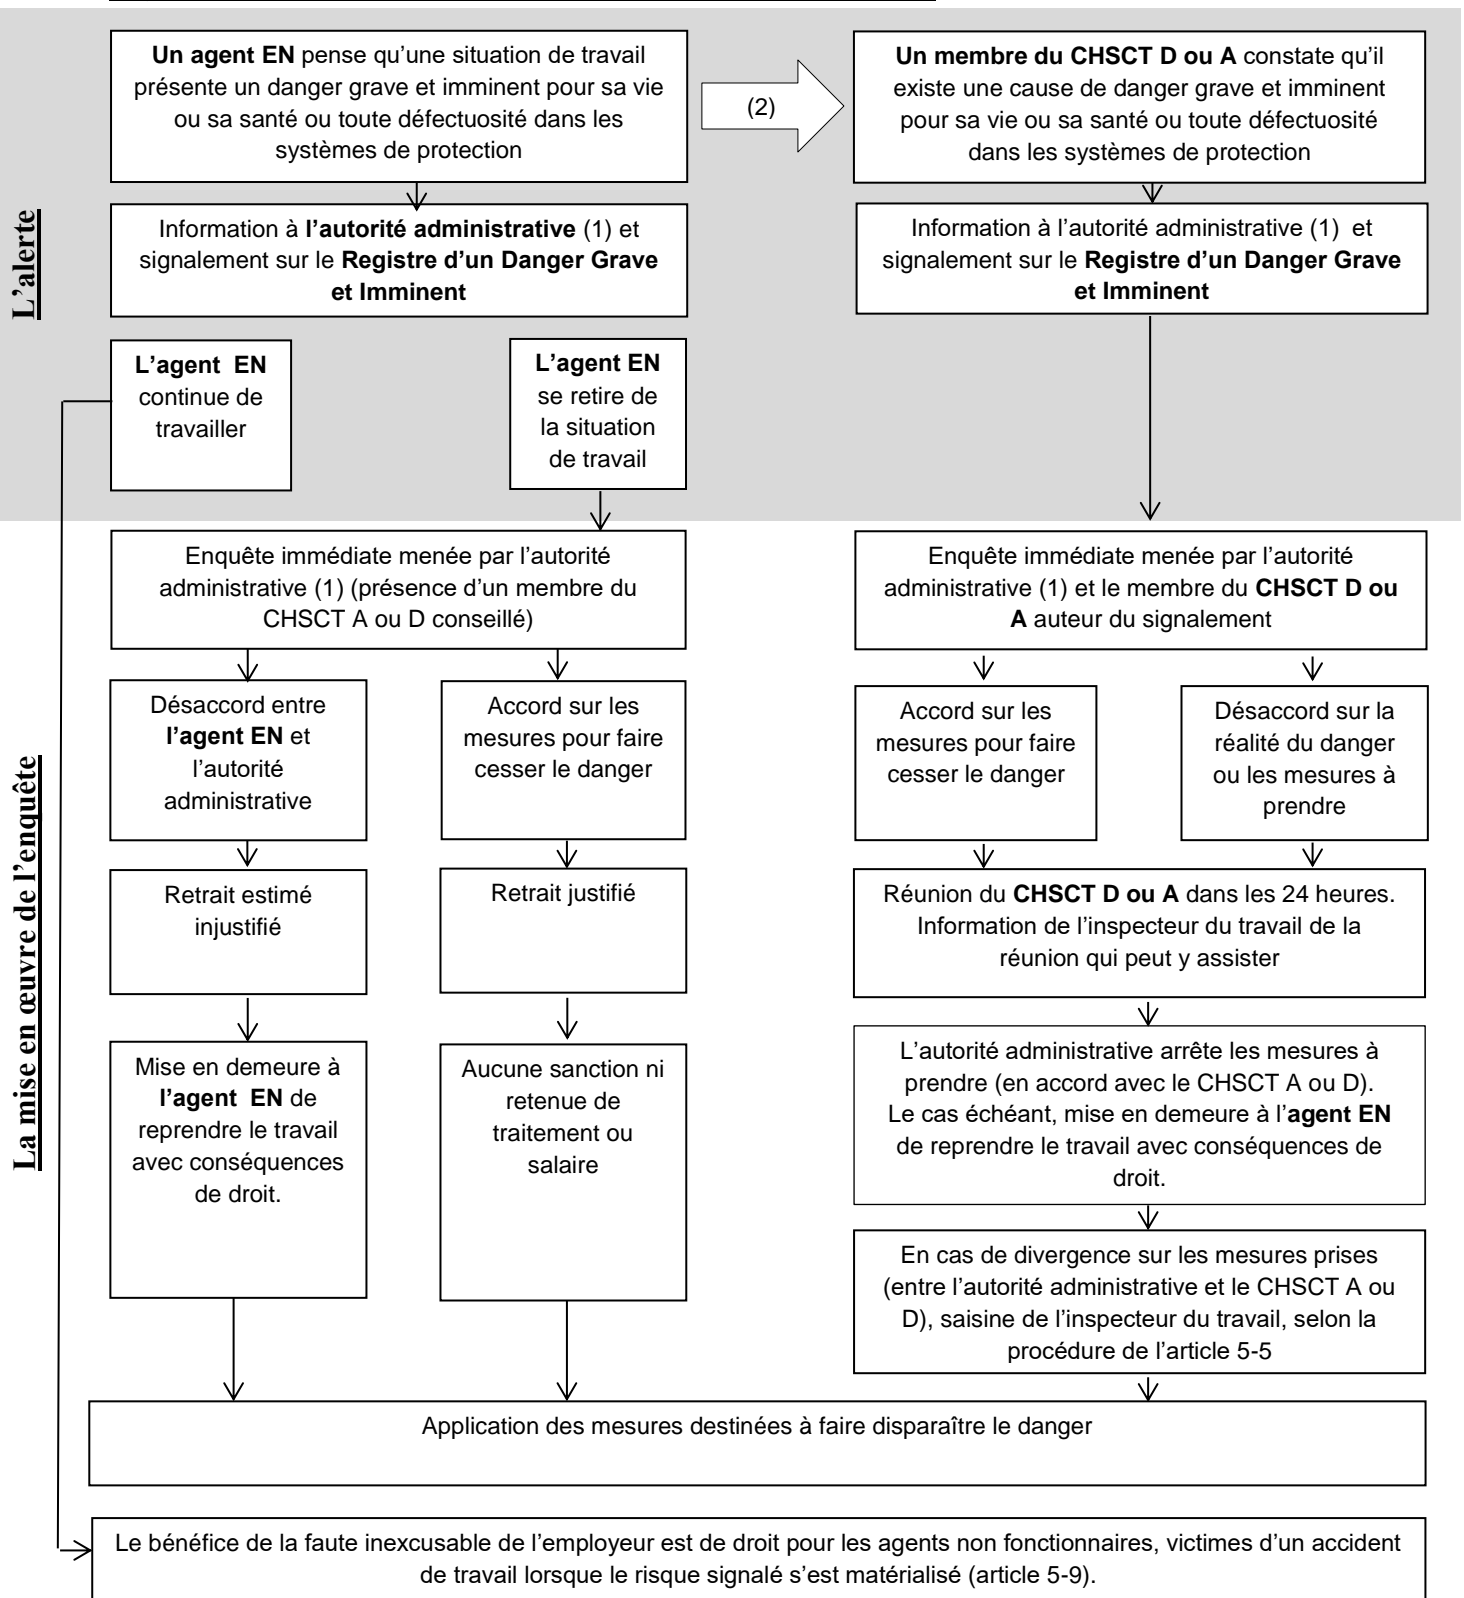 Un agent EN pense qu'une situation de travail
présente un danger grave et imminent pour sa vie
ou sa santé ou toute défectuosité dans les
systèmes de protection
(2)
Un membre du CHSCT D ou A constate qu'il
existe une cause de danger grave et imminent
pour sa vie ou sa santé ou toute défectuosité
dans les systèmes de protection
L'alerte
Information à l'autorité administrative (1) et
signalement sur le Registre d'un Danger Grave
et Imminent
Information à l'autorité administrative (1) et
signalement sur le Registre d'un Danger Grave
et Imminent
L'agent EN
continue de
travailler
L'agent EN
se retire de
la situation
de travail
La mise en œuvre de l'enquête
Enquête immédiate menée par l'autorité
administrative (1) (présence d'un membre du
CHSCT A ou D conseillé)
Enquête immédiate menée par l'autorité
administrative (1) et le membre du CHSCT D ou
A auteur du signalement
Désaccord entre
l'agent EN et
l'autorité
administrative
Accord sur les
mesures pour faire
cesser le danger
Accord sur les
mesures pour faire
cesser le danger
Désaccord sur la
réalité du danger
ou les mesures à
prendre
Retrait estimé
injustifié
Retrait justifié
Réunion du CHSCT D ou A dans les 24 heures.
Information de l'inspecteur du travail de la
réunion qui peut y assister
Mise en demeure à
l'agent EN de
reprendre le travail
avec conséquences
de droit.
Aucune sanction ni
retenue de
traitement ou
salaire
L'autorité administrative arrête les mesures à
prendre (en accord avec le CHSCT A ou D).
Le cas échéant, mise en demeure à l'agent EN
de reprendre le travail avec conséquences de
droit.
En cas de divergence sur les mesures prises
(entre l'autorité administrative et le CHSCT A ou
D), saisine de l'inspecteur du travail, selon la
procédure de l'article 5-5
Application des mesures destinées à faire disparaître le danger
Le bénéfice de la faute inexcusable de l'employeur est de droit pour les agents non fonctionnaires, victimes d'un accident
de travail lorsque le risque signalé s'est matérialisé (article 5-9).